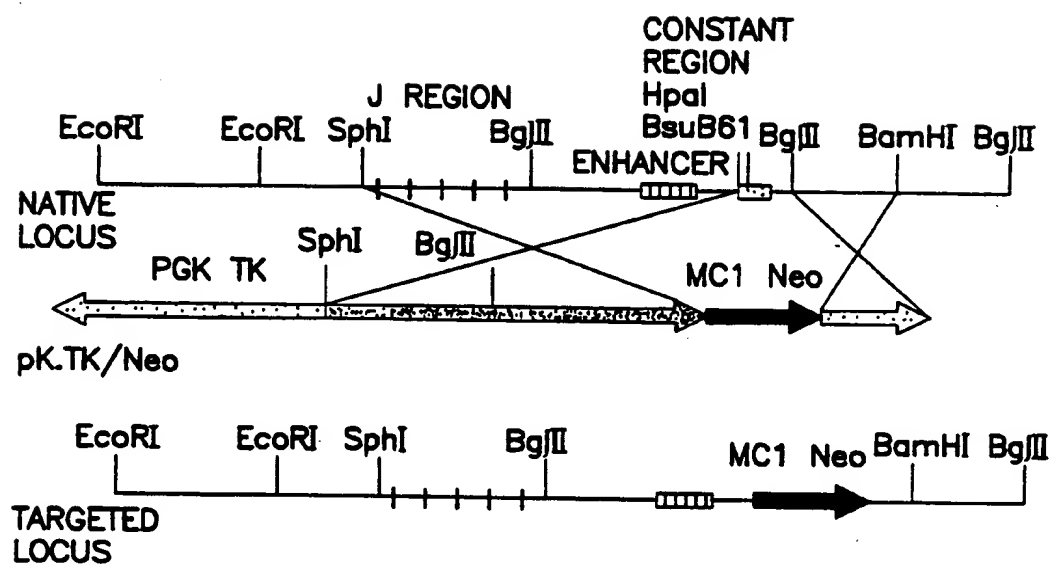 CONSTANT
REGION
HpaI
BsuB61
J REGION
EcoRI EcoRI SphI BglII BglII BamHI BglII
ENHANCER
NATIVE
LOCUS
SphI BglII
PGK TK MC1 Neo
pK.TK/Neo
EcoRI EcoRI SphI BglII MC1 Neo BamHI BglII
TARGETED
LOCUS